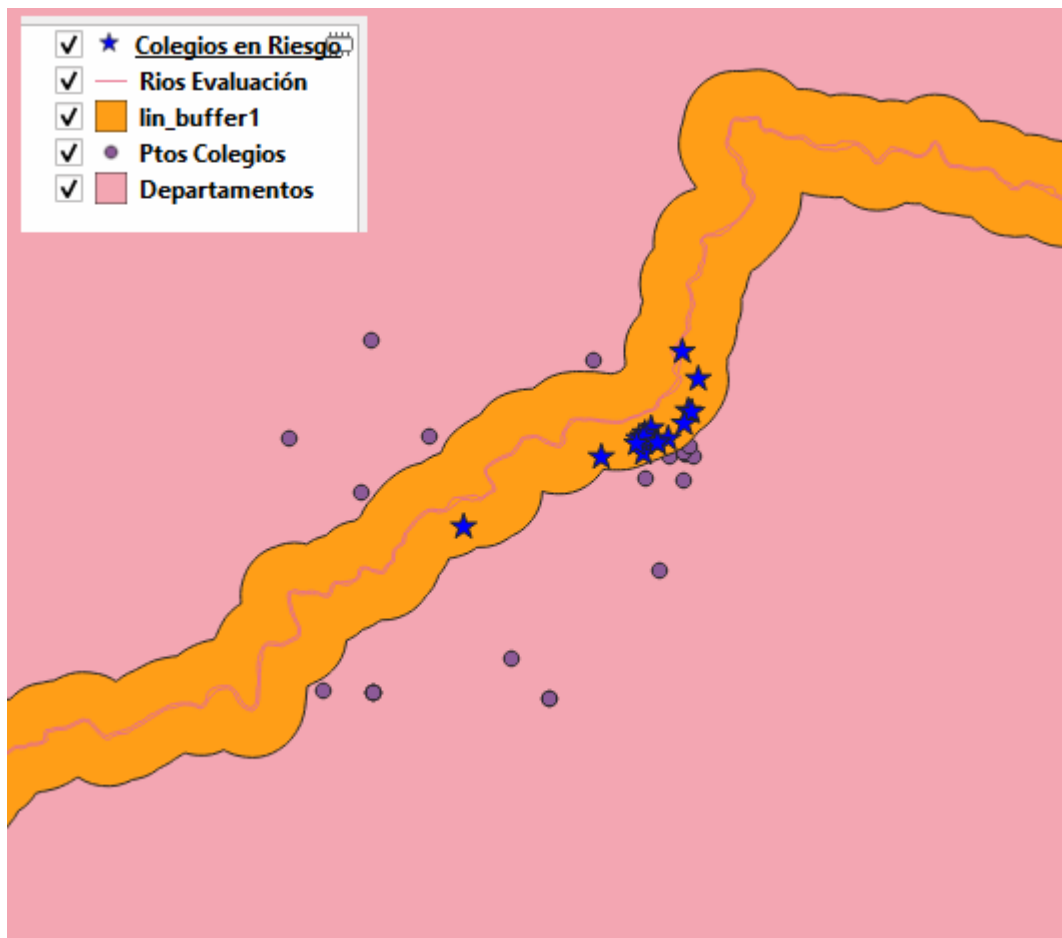 Colegios en Riesgo
Rios Evaluación
lin_buffer1
Ptos Colegios
Departamentos